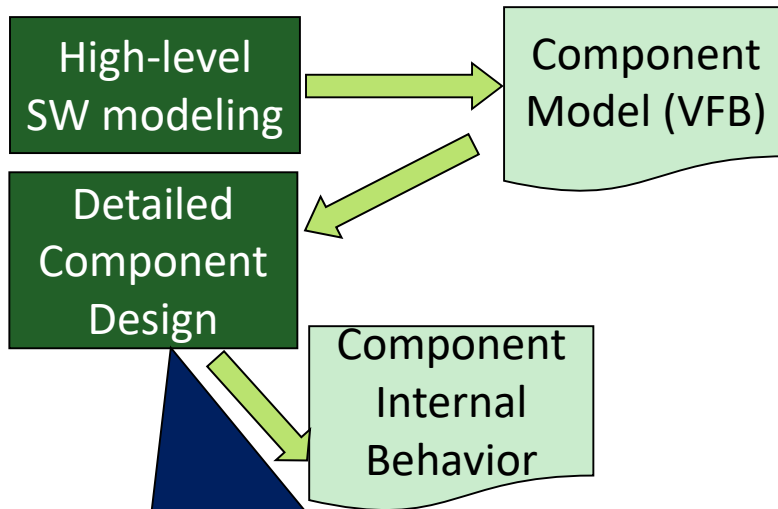 High-level
SW modeling
Component
Model (VFB)
Detailed
Component
Design
Component
Internal
Behavior